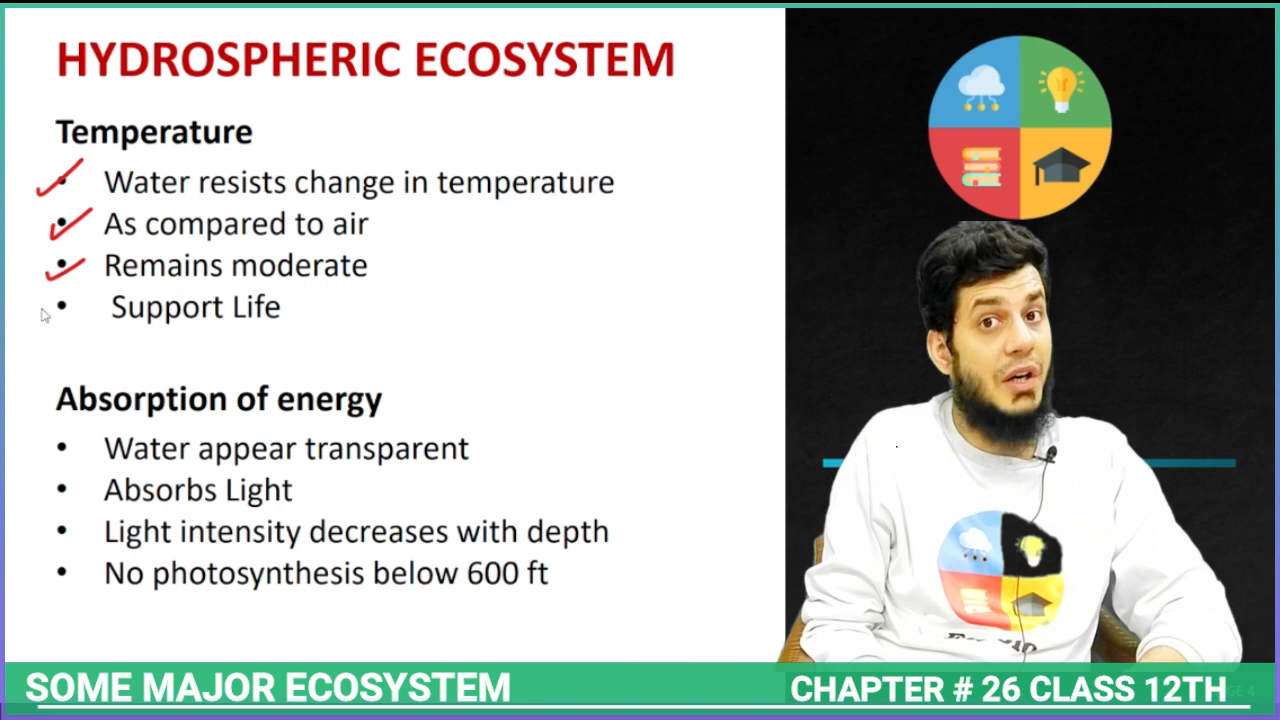 HYDROSPHERIC ECOSYSTEM
Temperature
• Water resists change in temperature
• As compared to air
• Remains moderate
• Support Life
Absorption of energy
• Water appear transparent
• Absorbs Light
• Light intensity decreases with depth
• No photosynthesis below 600 ft
SOME MAJOR ECOSYSTEM
CHAPTER # 26 CLASS 12TH